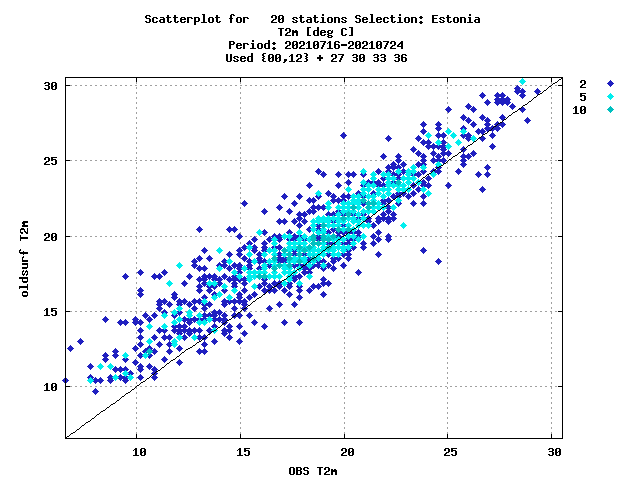 Scatterplot for   20 stations Selection: Estonia
T2m [deg C]
Period: 20210716-20210724
Used {00,12} + 27 30 33 36
2
5
10
30
25
20
15
10
oldsurf T2m
10 15 20 25 30
OBS T2m